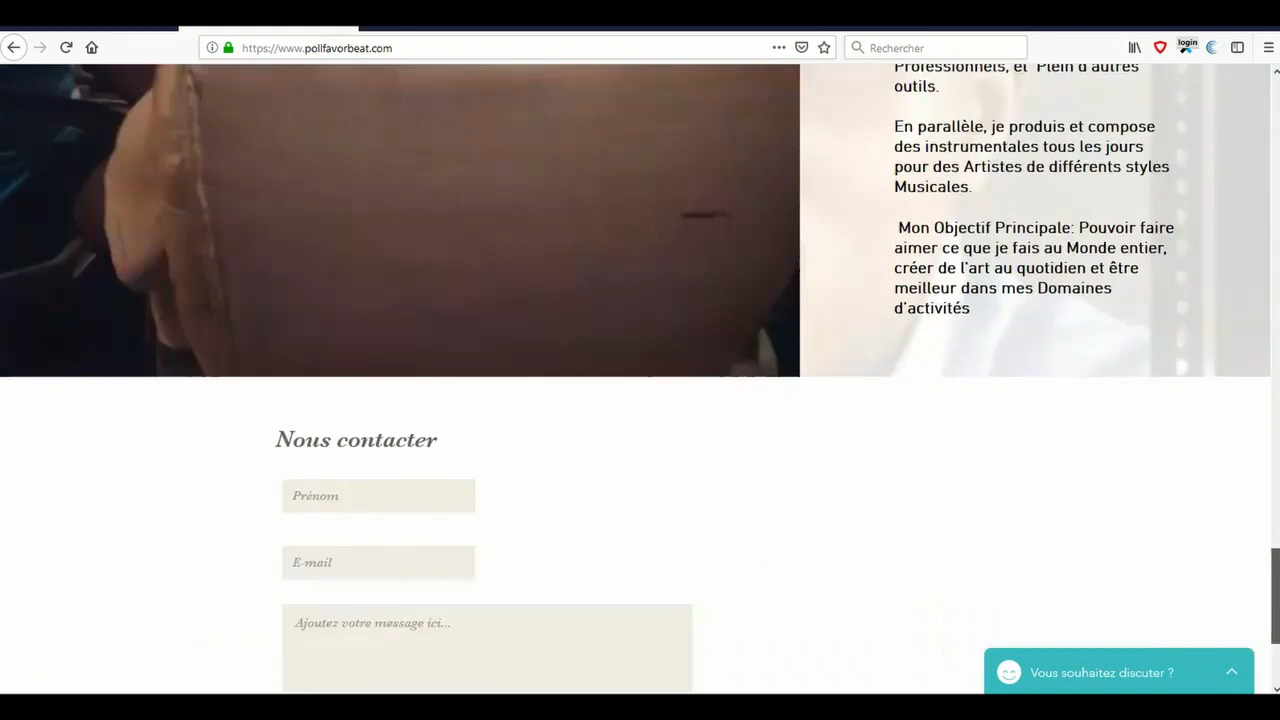 https://www.pollfavorbeat.com
Rechercher
login
Professionnels, et Plein d'autres
outils.
En parallèle, je produis et compose
des instrumentales tous les jours
pour des Artistes de différents styles
Musicales.
Mon Objectif Principale: Pouvoir faire
aimer ce que je fais au Monde entier,
créer de l'art au quotidien et être
meilleur dans mes Domaines
d'activités
Nous contacter
Prénom
E-mail
Ajoutez votre message ici...
Vous souhaitez discuter ?